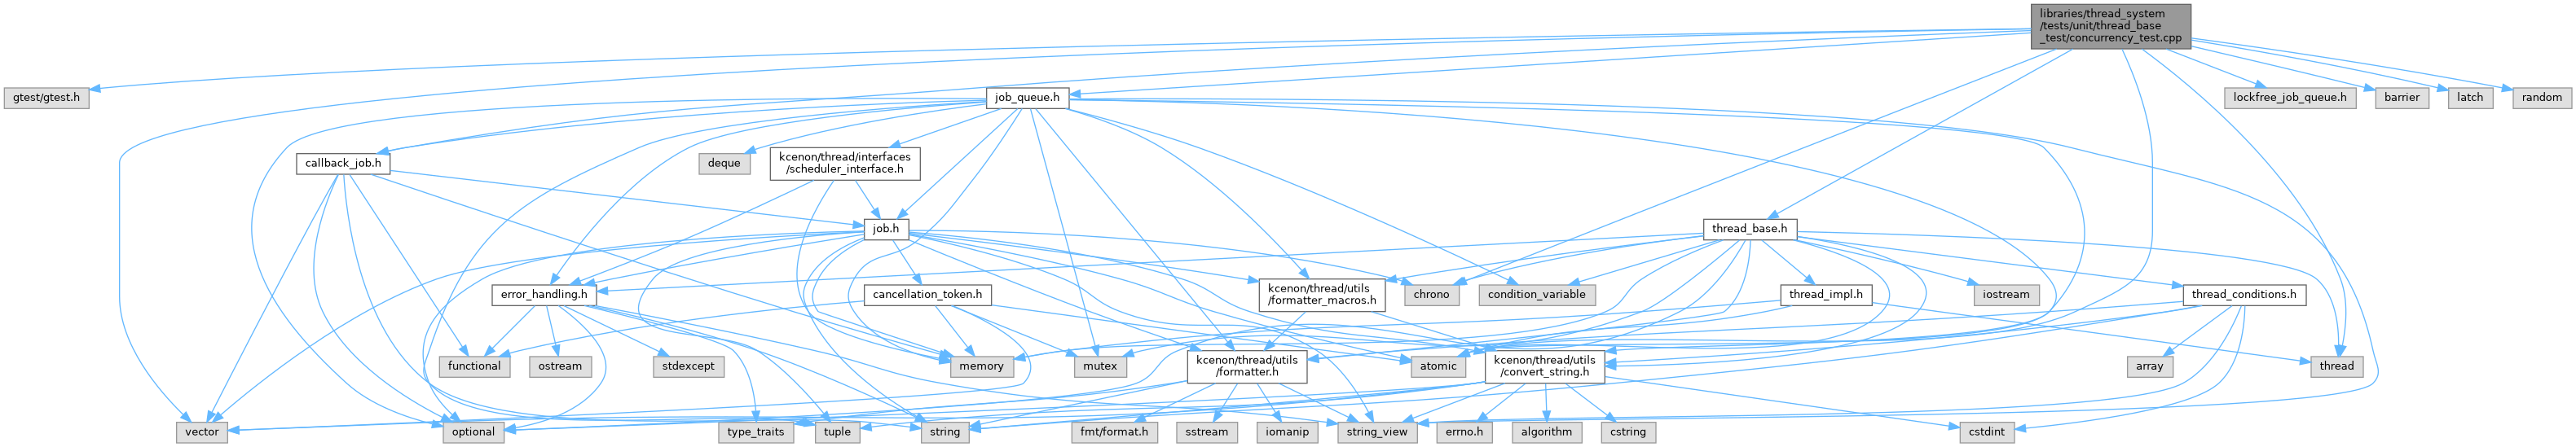 libraries/thread_system
/tests/unit/thread_base
_test/concurrency_test.cpp
gtest/gtest.h
job_queue.h
lockfree_job_queue.h
barrier
latch
random
callback_job.h
deque
kcenon/thread/interfaces
/scheduler_interface.h
job.h
thread_base.h
error_handling.h
cancellation_token.h
kcenon/thread/utils
/formatter_macros.h
chrono
condition_variable
thread_impl.h
iostream
thread_conditions.h
functional
ostream
stdexcept
memory
mutex
kcenon/thread/utils
/formatter.h
atomic
kcenon/thread/utils
/convert_string.h
array
thread
vector
optional
type_traits
tuple
string
fmt/format.h
sstream
iomanip
string_view
errno.h
algorithm
cstring
cstdint